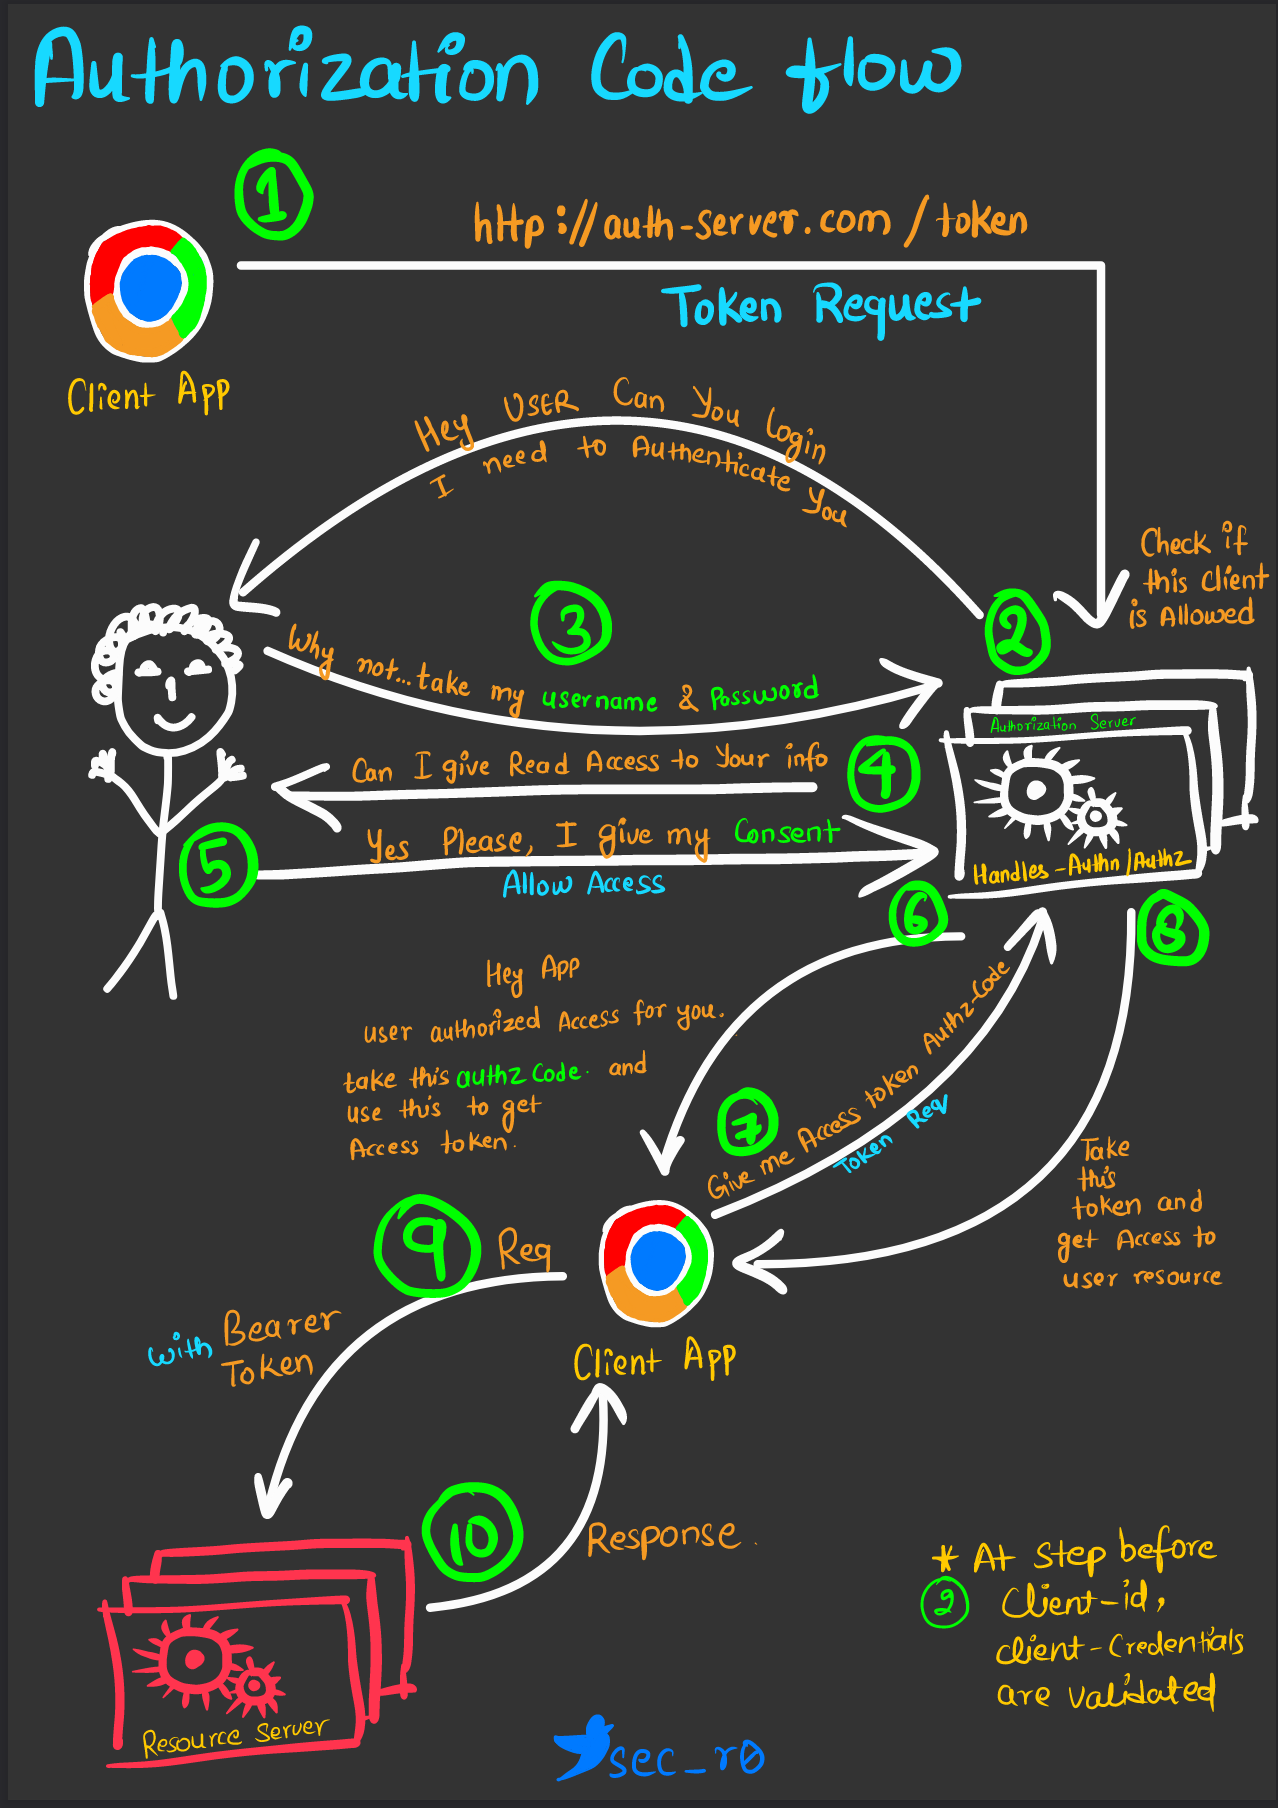 Authorization Code flow
1
http://auth-server.com/token
Token Request
Client App
Hey USER Can You Login
I need to Authenticate You
Check if
this Client
is Allowed
2
3
Why not...take my username & Password
Authorization Server
4
Can I give Read Access to Your info
Yes Please, I give my Consent
5
Allow Access
Handles-Authn/Authz
6
8
Hey App
user authorized Access for you.
take this authz Code. and
use this to get
Access token.
7
Give me Access token Authz-Code
Token Req
Take
this
token and
get Access to
user resource
9
Req
with Bearer
Token
Client App
10
Response.
* At Step before
2 Client-id,
client-Credentials
are validated
Resource Server
sec_r0